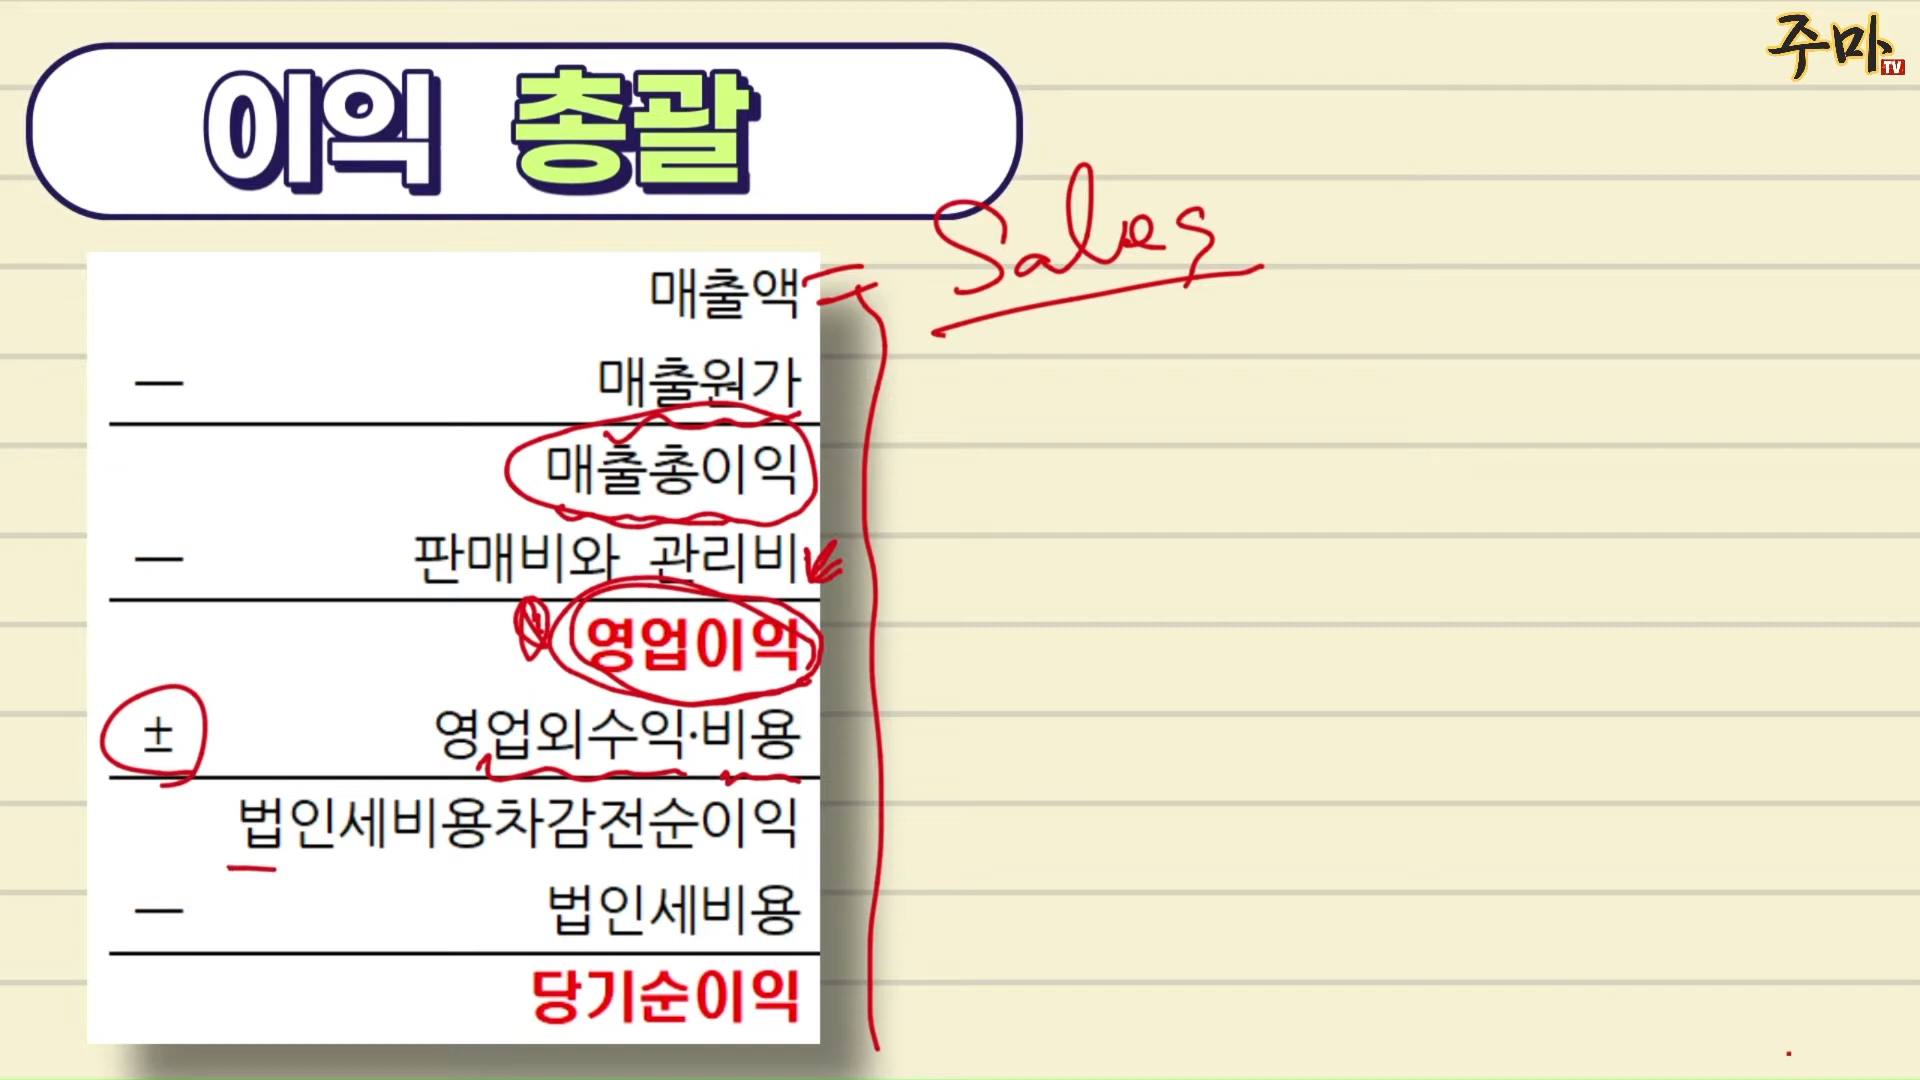 주마
TV
이익 총괄
Sales
매출액
— 매출원가
매출총이익
— 판매비와 관리비
영업이익
± 영업외수익·비용
법인세비용차감전순이익
— 법인세비용
당기순이익